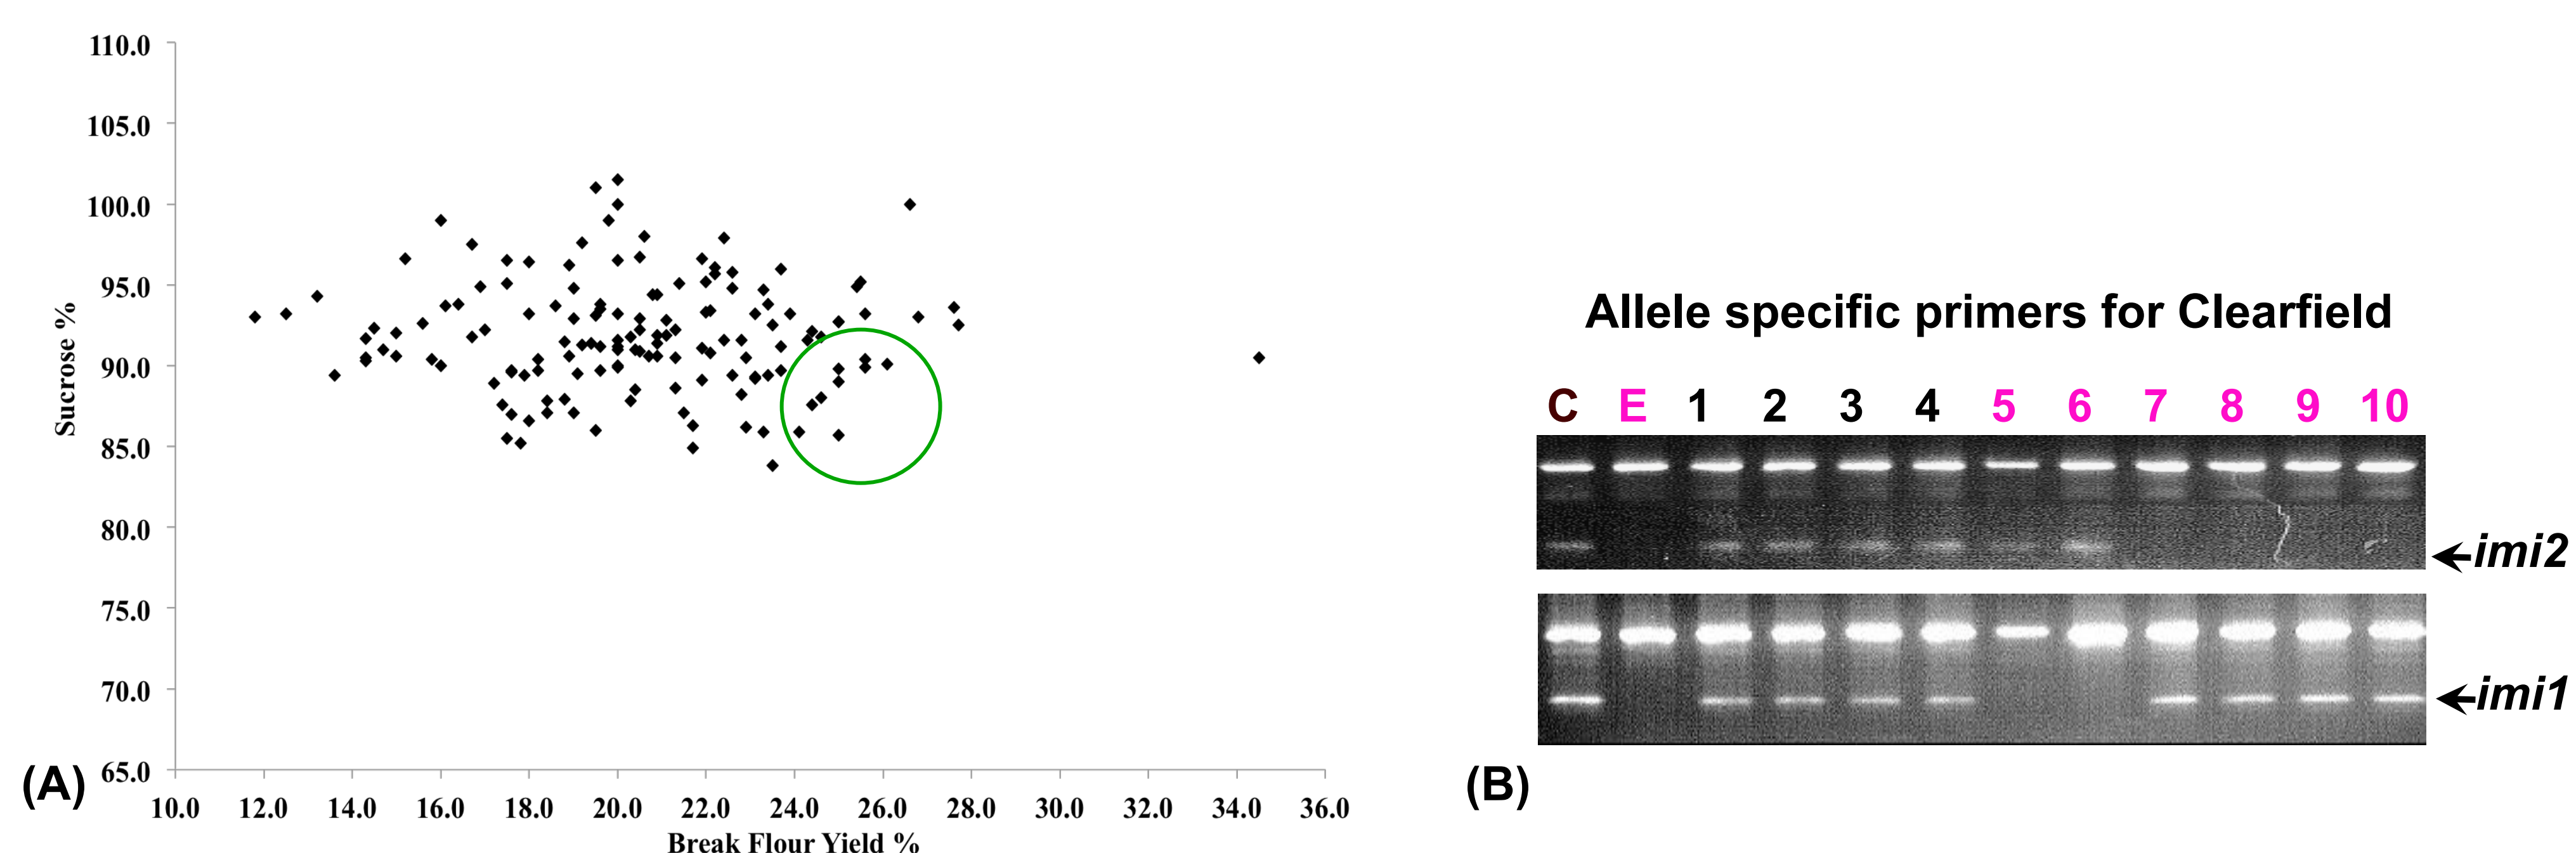 110.0
105.0
100.0
95.0
90.0
85.0
80.0
75.0
70.0
65.0
Sucrose %
10.0 12.0 14.0 16.0 18.0 20.0 22.0 24.0 26.0 28.0 30.0 32.0 34.0 36.0
Break Flour Yield %
(A)
Allele specific primers for Clearfield
C E 1 2 3 4 5 6 7 8 9 10
imi2
imi1
(B)